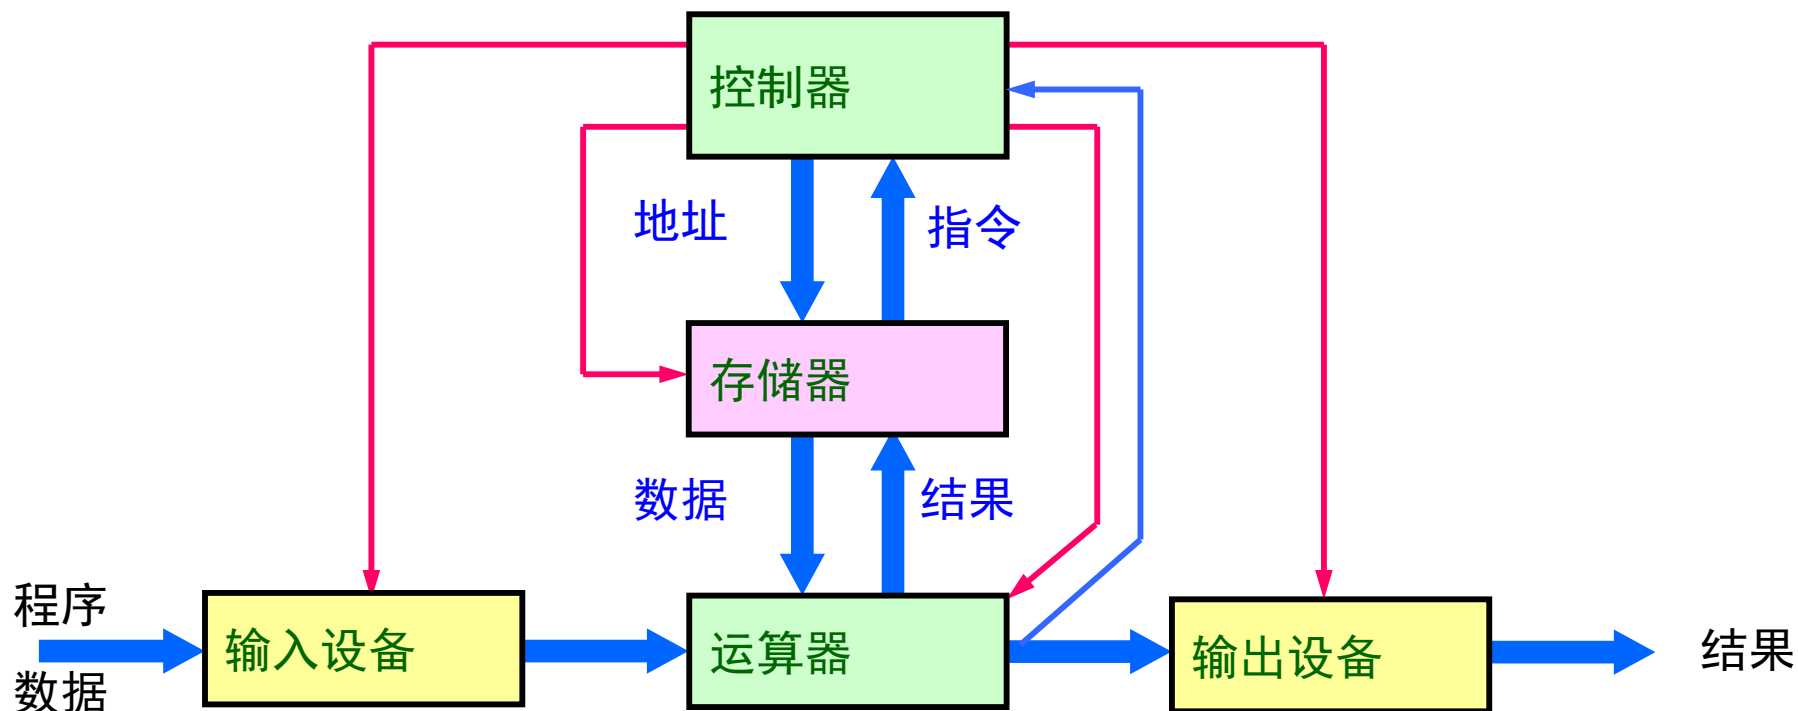 控制器
地址
指令
存储器
数据
结果
程序
输入设备
运算器
输出设备
结果
数据